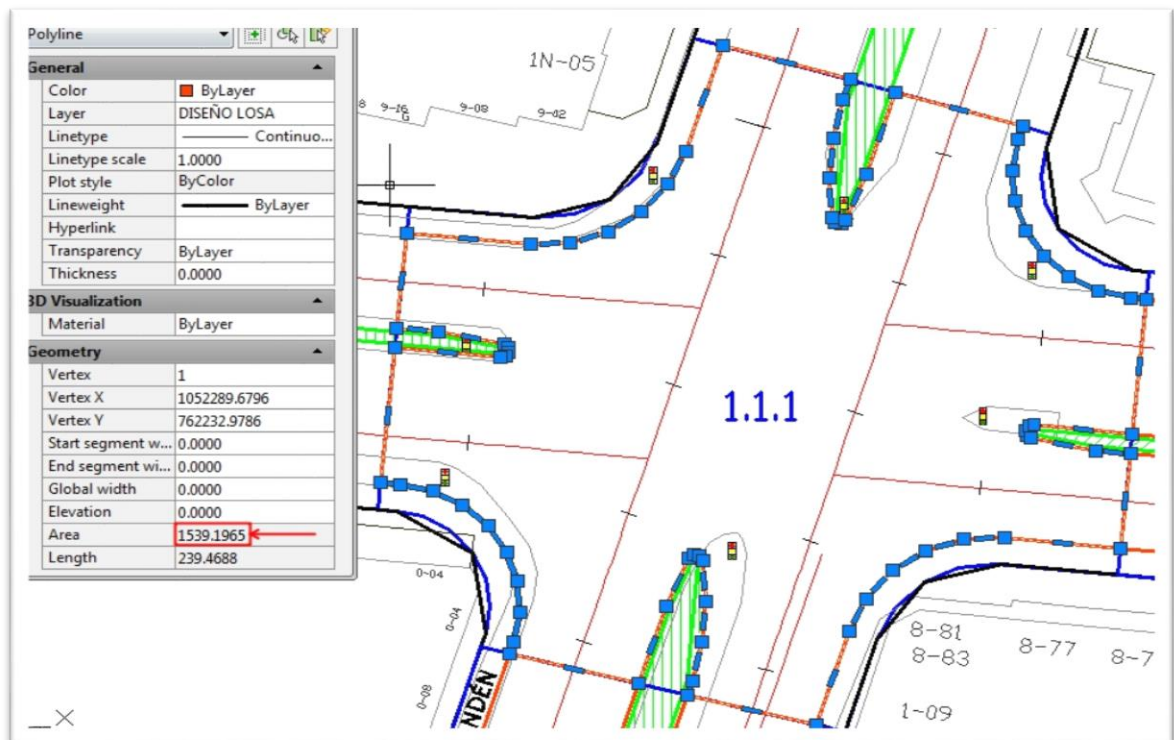 Polyline
General
Color ByLayer
Layer DISEÑO LOSA
Linetype Continuo...
Linetype scale 1.0000
Plot style ByColor
Lineweight ByLayer
Hyperlink
Transparency ByLayer
Thickness 0.0000
3D Visualization
Material ByLayer
Geometry
Vertex 1
Vertex X 1052289.6796
Vertex Y 762232.9786
Start segment w... 0.0000
End segment wi... 0.0000
Global width 0.0000
Elevation 0.0000
Area 1539.1965
Length 239.4688
1N-05
9-16
G
9-08
9-02
1.1.1
0-04
0-04
0-08
NDÉN
8-81
8-83
8-77
8-7
1-09
X